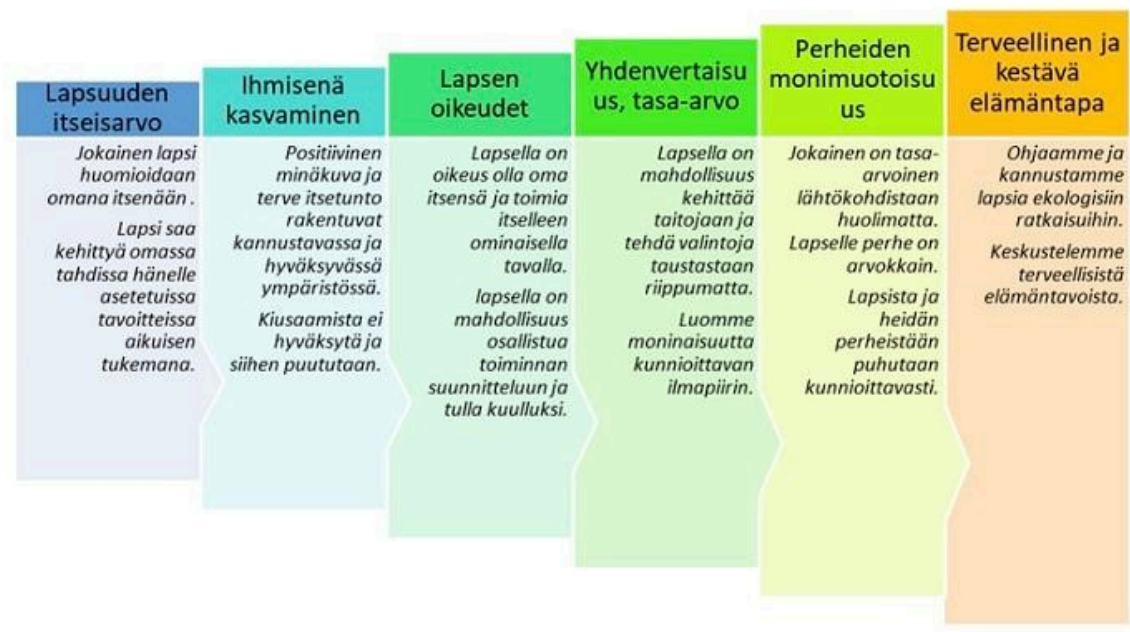 Lapsuuden
itseisarvo
Jokainen lapsi
huomioidaan
omana itsenään .
Lapsi saa
kehittyä omassa
tahdissa hänelle
asetetuissa
tavoitteissa
aikuisen
tukemana.
Ihmisenä
kasvaminen
Positiivinen
minäkuva ja
terve itsetunto
rakentuvat
kannustavassa ja
hyväksyvässä
ympäristössä.
Kiusaamista ei
hyväksytä ja
siihen puututaan.
Lapsen
oikeudet
Lapsella on
oikeus olla oma
itsensä ja toimia
itselleen
ominaisella
tavalla.
lapsella on
mahdollisuus
osallistua
toiminnan
suunnitteluun ja
tulla kuulluksi.
Yhdenvertaisu
us, tasa-arvo
Lapsella on
mahdollisuus
kehittää
taitojaan ja
tehdä valintoja
taustastaan
riippumatta.
Luomme
moninaisuutta
kunnioittavan
ilmapiirin.
Perheiden
monimuotoisu
us
Jokainen on tasa-
arvoinen
lähtökohdistaan
huolimatta.
Lapselle perhe on
arvokkain.
Lapsista ja
heidän
perheistään
puhutaan
kunnioittavasti.
Terveellinen ja
kestävä
elämäntapa
Ohjaamme ja
kannustamme
lapsia ekologisiin
ratkaisuihin.
Keskustelemme
terveellisistä
elämäntavoista.